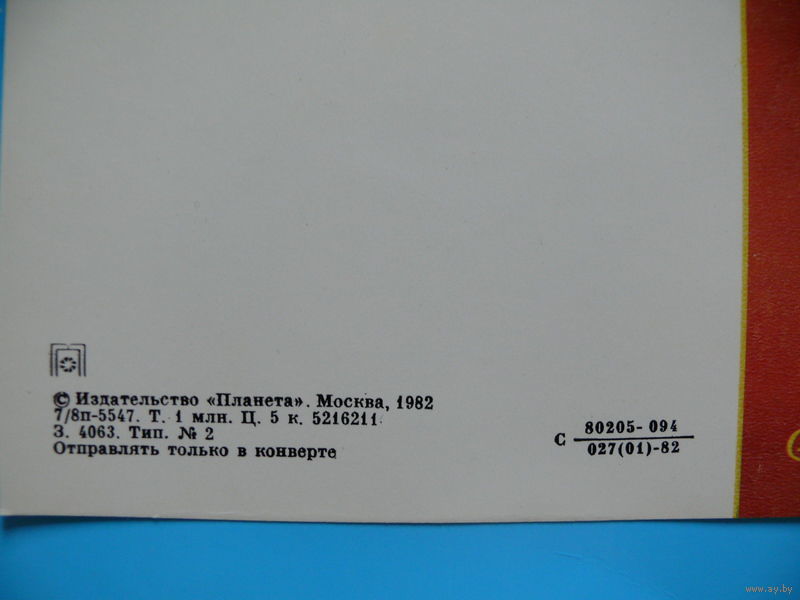 © Издательство «Планета». Москва, 1982
7/8п-5547. Т. 1 млн. Ц. 5 к. 5216211
З. 4063. Тип. № 2
Отправлять только в конверте
С 80205-094
027(01)-82
www.ay.by